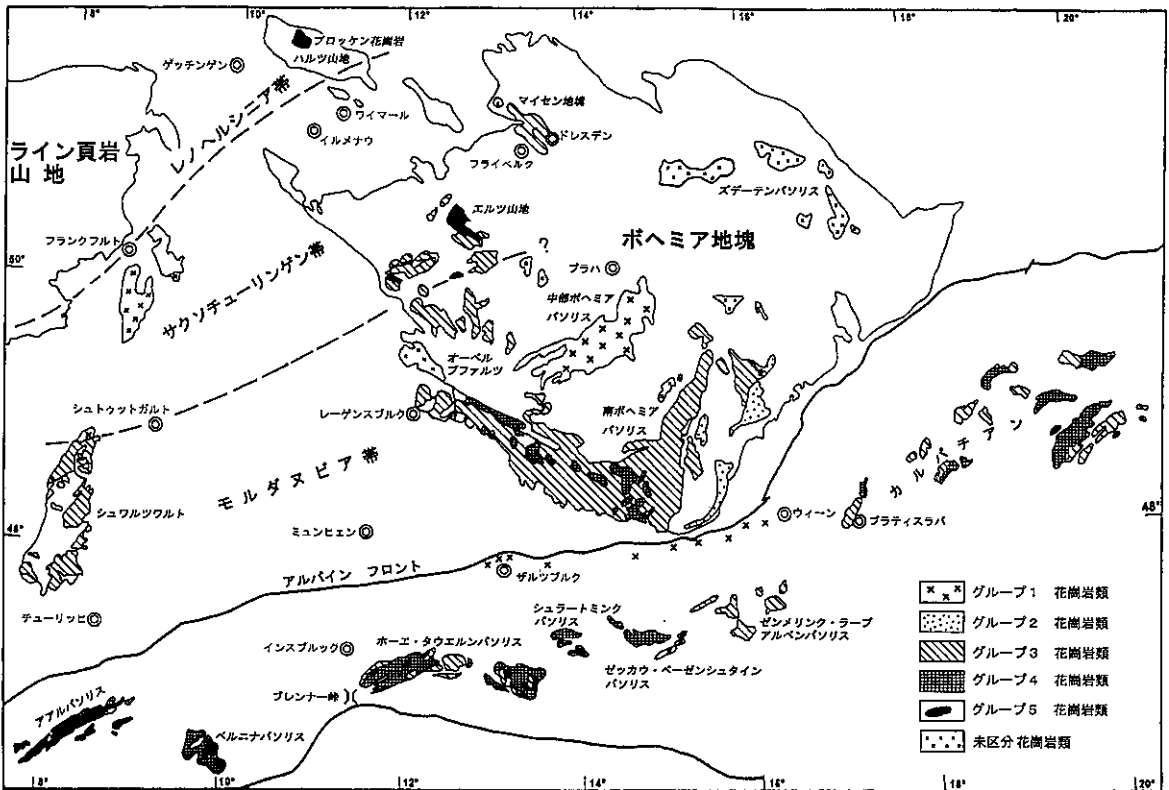 8°
10°
12°
14°
16°
18°
20°
ブロッケン花崗岩
ハルツ山地
ゲッチンゲン
レノヘルシニア帯
ワイマール
イルメナウ
マイセン地塊
ドレスデン
フライベルク
ライン頁岩
山地
ズデーテンバソリス
エルツ山地
ボヘミア地塊
フランクフルト
50°
?
プラハ
サクソチューリンゲン帯
中部ボヘミア
バソリス
オーベル
プファルツ
シュトゥットガルト
レーゲンスブルク
南ボヘミア
バソリス
カルパチアン
モルダヌビア帯
シュワルツワルト
48°
ミュンヒェン
ウィーン
48°
ブラティスラバ
アルパイン フロント
ザルツブルク
テューリッヒ
シュラートミンク
バソリス
ゼンメリンク・ラーブ
アルペンバソリス
インスブルック
ホーエ・タウエルンバソリス
ゼッカウ・ベーゼンシュタイン
バソリス
ブレンナー峠
アアルバソリス
ベルニナバソリス
グループ1 花崗岩類
グループ2 花崗岩類
グループ3 花崗岩類
グループ4 花崗岩類
グループ5 花崗岩類
未区分花崗岩類
8°
10°
12°
14°
16°
18°
20°